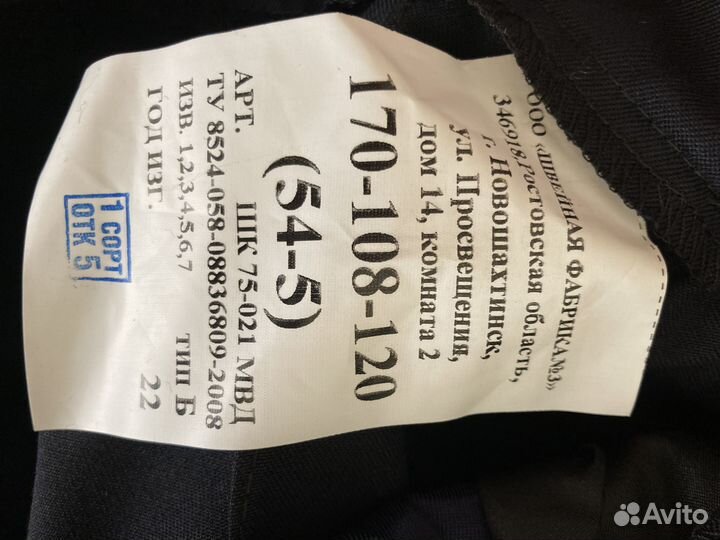 ООО «ШВЕЙНАЯ ФАБРИКА№3»
346918,Ростовская область,
г. Новошахтинск,
ул. Просвещения,
дом 14, комната 2
170-108-120
(54-5)
АРТ. ШК 75-021 МВД
ТУ 8524-058-08836809-2008
ИЗВ. 1,2,3,4,5,6,7 ТИП Б
ГОД ИЗГ. 22
1 СОРТ
ОТК 5
Avito